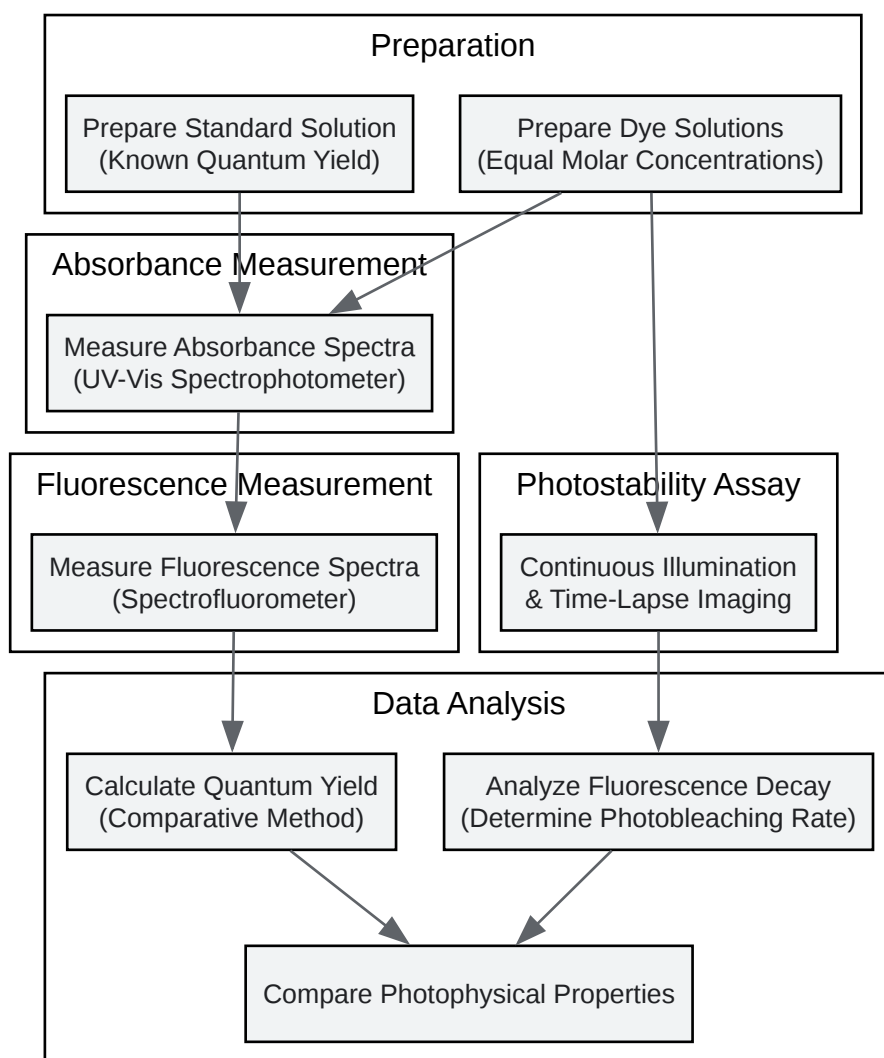 Preparation
Prepare Standard Solution
(Known Quantum Yield)
Prepare Dye Solutions
(Equal Molar Concentrations)
Absorbance Measurement
Measure Absorbance Spectra
(UV-Vis Spectrophotometer)
Fluorescence Measurement
Measure Fluorescence Spectra
(Spectrofluorometer)
Photostability Assay
Continuous Illumination
& Time-Lapse Imaging
Data Analysis
Calculate Quantum Yield
(Comparative Method)
Analyze Fluorescence Decay
(Determine Photobleaching Rate)
Compare Photophysical Properties